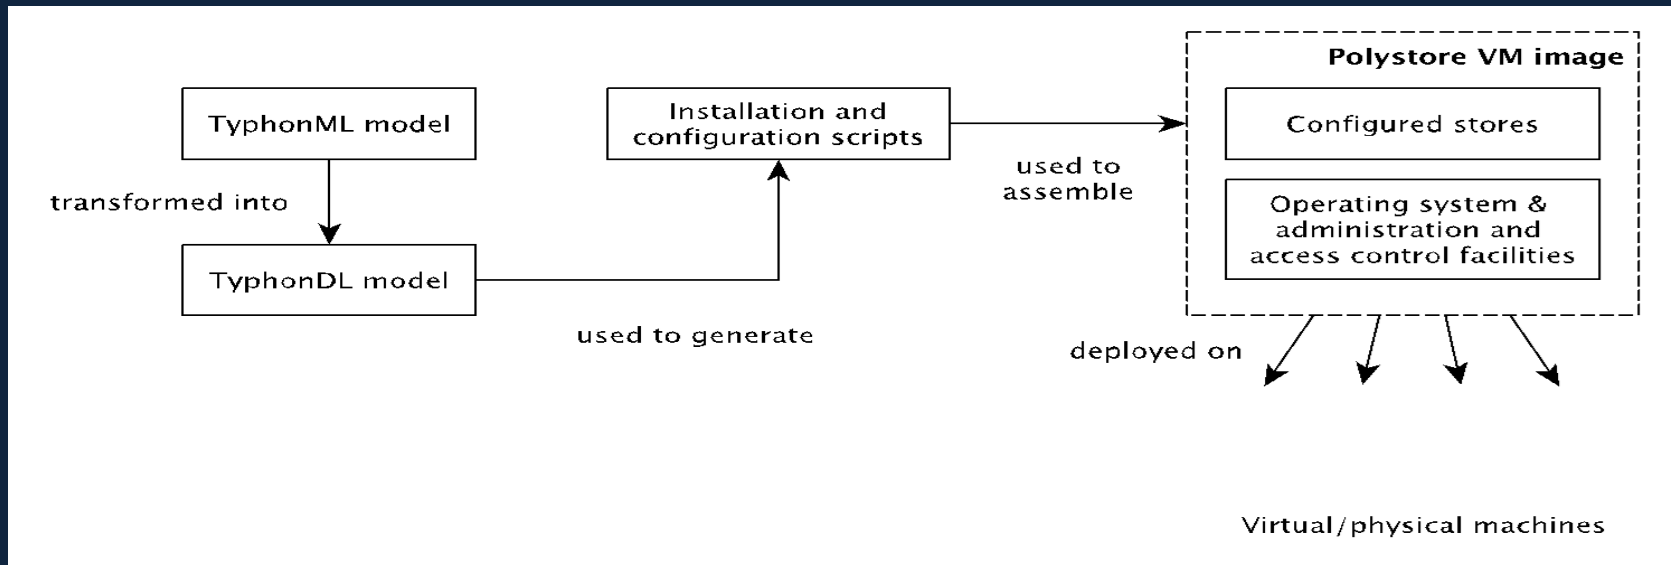 TyphonML model
transformed into
TyphonDL model
used to generate
Installation and
configuration scripts
used to
assemble
Polystore VM image
Configured stores
Operating system &
administration and
access control facilities
deployed on
Virtual/physical machines